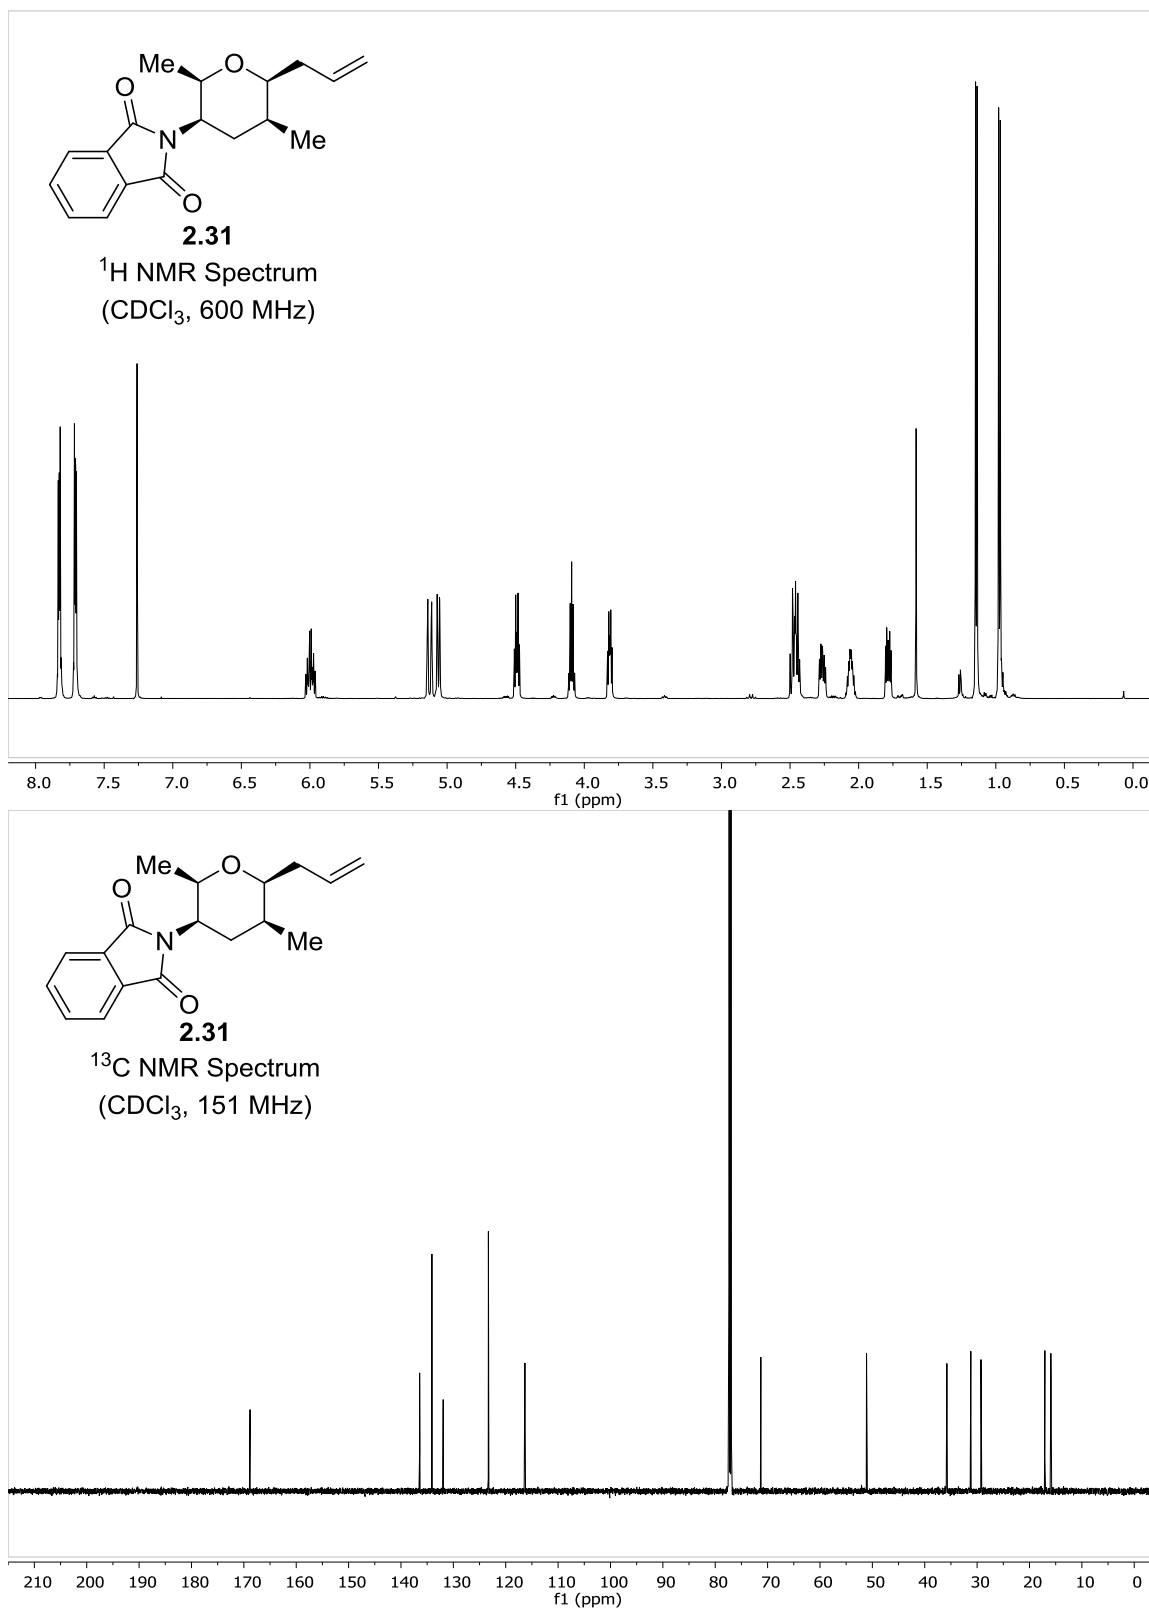 Me O
O
N Me
O
2.31
¹H NMR Spectrum
(CDCl₃, 600 MHz)
8.0 7.5 7.0 6.5 6.0 5.5 5.0 4.5 4.0 3.5 3.0 2.5 2.0 1.5 1.0 0.5 0.0
f1 (ppm)
Me O
O
N Me
O
2.31
¹³C NMR Spectrum
(CDCl₃, 151 MHz)
210 200 190 180 170 160 150 140 130 120 110 100 90 80 70 60 50 40 30 20 10 0
f1 (ppm)